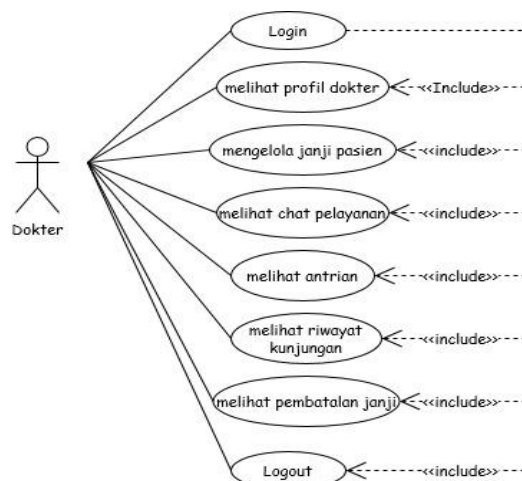 Login
melihat profil dokter
<<Include>>
mengelola janji pasien
<<include>>
Dokter
melihat chat pelayanan
<<include>>
melihat antrian
<<include>>
melihat riwayat
kunjungan
<<include>>
melihat pembatalan janji
<<include>>
Logout
<<include>>